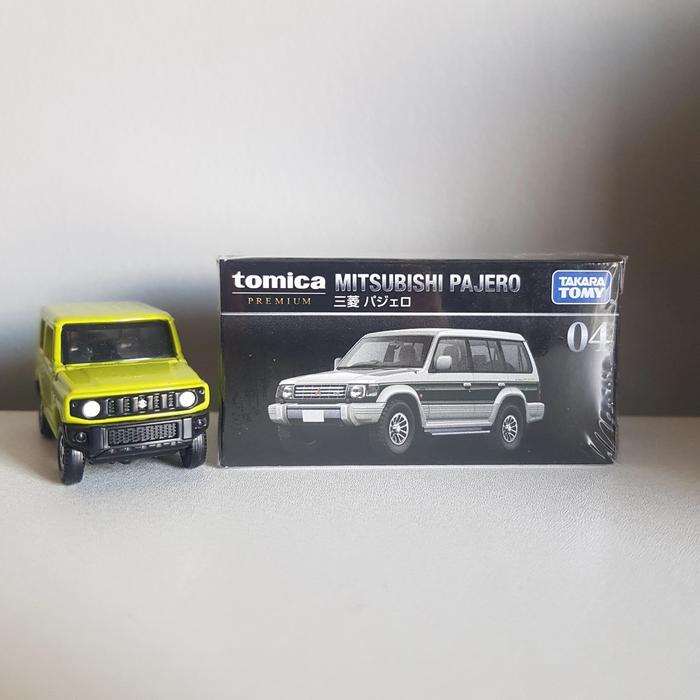 tomica MITSUBISHI PAJERO
PREMIUM 三菱 パジェロ
TAKARA
TOMY
04